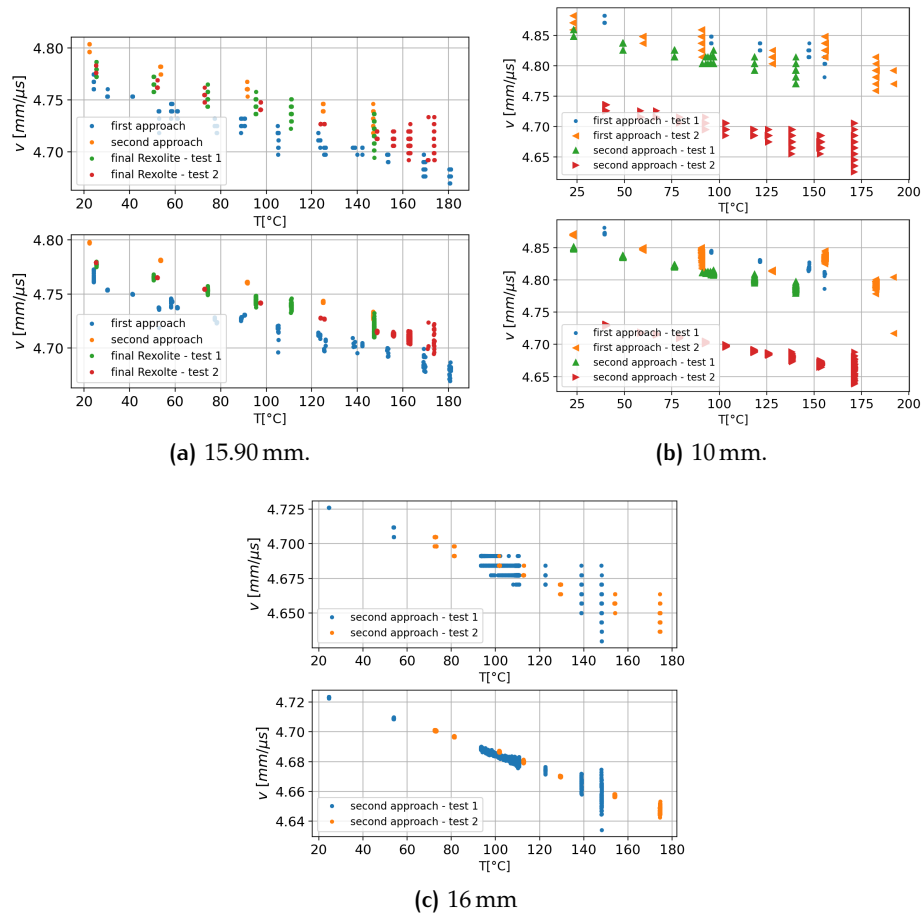 4.80
4.75
4.70
v [mm/μs]
first approach
second approach
final Rexolite - test 1
final Rexolite - test 2
20 40 60 80 100 120 140 160 180
T[°C]
4.80
4.75
4.70
v [mm/μs]
first approach
second approach
final Rexolite - test 1
final Rexolte - test 2
20 40 60 80 100 120 140 160 180
T[°C]
(a) 15.90 mm.
4.85
4.80
4.75
4.70
4.65
v [mm/μs]
first approach - test 1
first approach - test 2
second approach - test 1
second approach - test 2
25 50 75 100 125 150 175 200
T[°C]
4.85
4.80
4.75
4.70
4.65
v [mm/μs]
first approach - test 1
first approach - test 2
second approach - test 1
second approach - test 2
25 50 75 100 125 150 175 200
T[°C]
(b) 10 mm.
4.725
4.700
4.675
4.650
v [mm/μs]
second approach - test 1
second approach - test 2
20 40 60 80 100 120 140 160 180
T[°C]
4.72
4.70
4.68
4.66
4.64
v [mm/μs]
second approach - test 1
second approach - test 2
20 40 60 80 100 120 140 160 180
T[°C]
(c) 16 mm